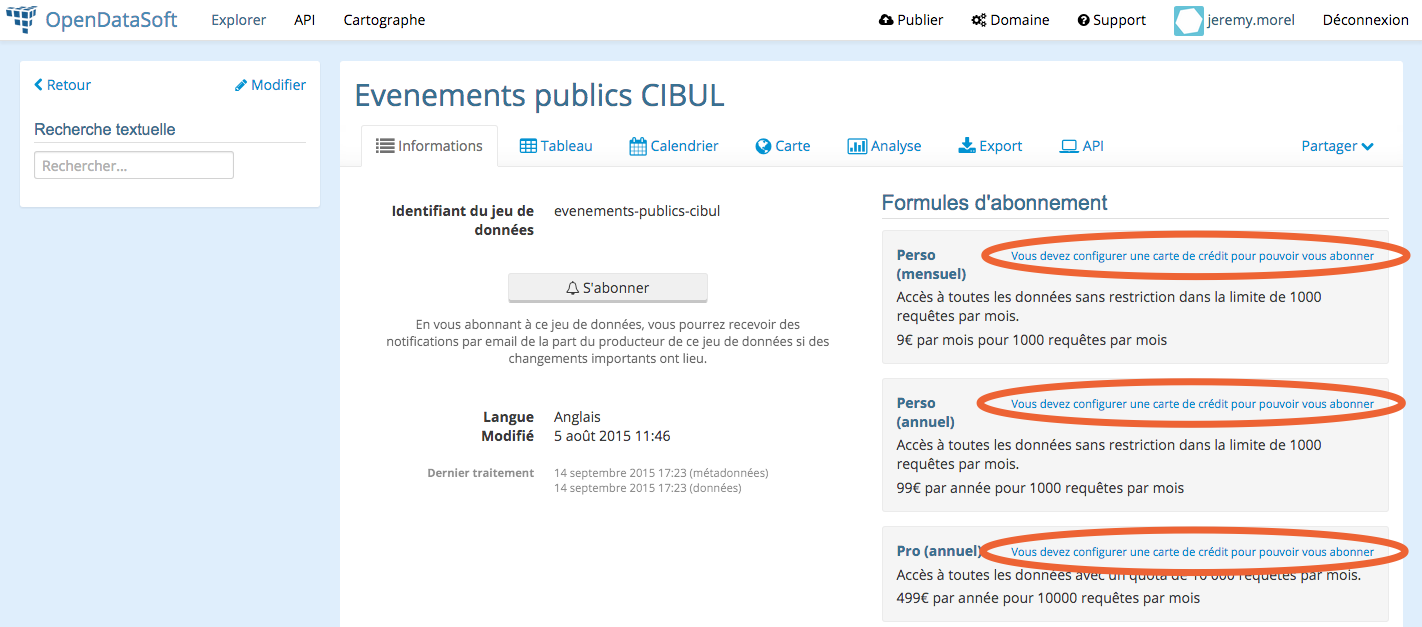 OpenDataSoft Explorer API Cartographe Publier Domaine Support jeremy.morel Déconnexion
Retour Modifier
Recherche textuelle
Rechercher...
Evenements publics CIBUL
Informations Tableau Calendrier Carte Analyse Export API Partager
Identifiant du jeu de
données
evenements-publics-cibul
S'abonner
En vous abonnant à ce jeu de données, vous pourrez recevoir des
notifications par email de la part du producteur de ce jeu de données si des
changements importants ont lieu.
Langue Anglais
Modifié 5 août 2015 11:46
Dernier traitement 14 septembre 2015 17:23 (métadonnées)
14 septembre 2015 17:23 (données)
Formules d'abonnement
Perso
(mensuel)
Vous devez configurer une carte de crédit pour pouvoir vous abonner
Accès à toutes les données sans restriction dans la limite de 1000
requêtes par mois.
9€ par mois pour 1000 requêtes par mois
Perso
(annuel)
Vous devez configurer une carte de crédit pour pouvoir vous abonner
Accès à toutes les données sans restriction dans la limite de 1000
requêtes par mois.
99€ par année pour 1000 requêtes par mois
Pro (annuel) Vous devez configurer une carte de crédit pour pouvoir vous abonner
Accès à toutes les données avec un quota de 10 000 requêtes par mois.
499€ par année pour 10000 requêtes par mois